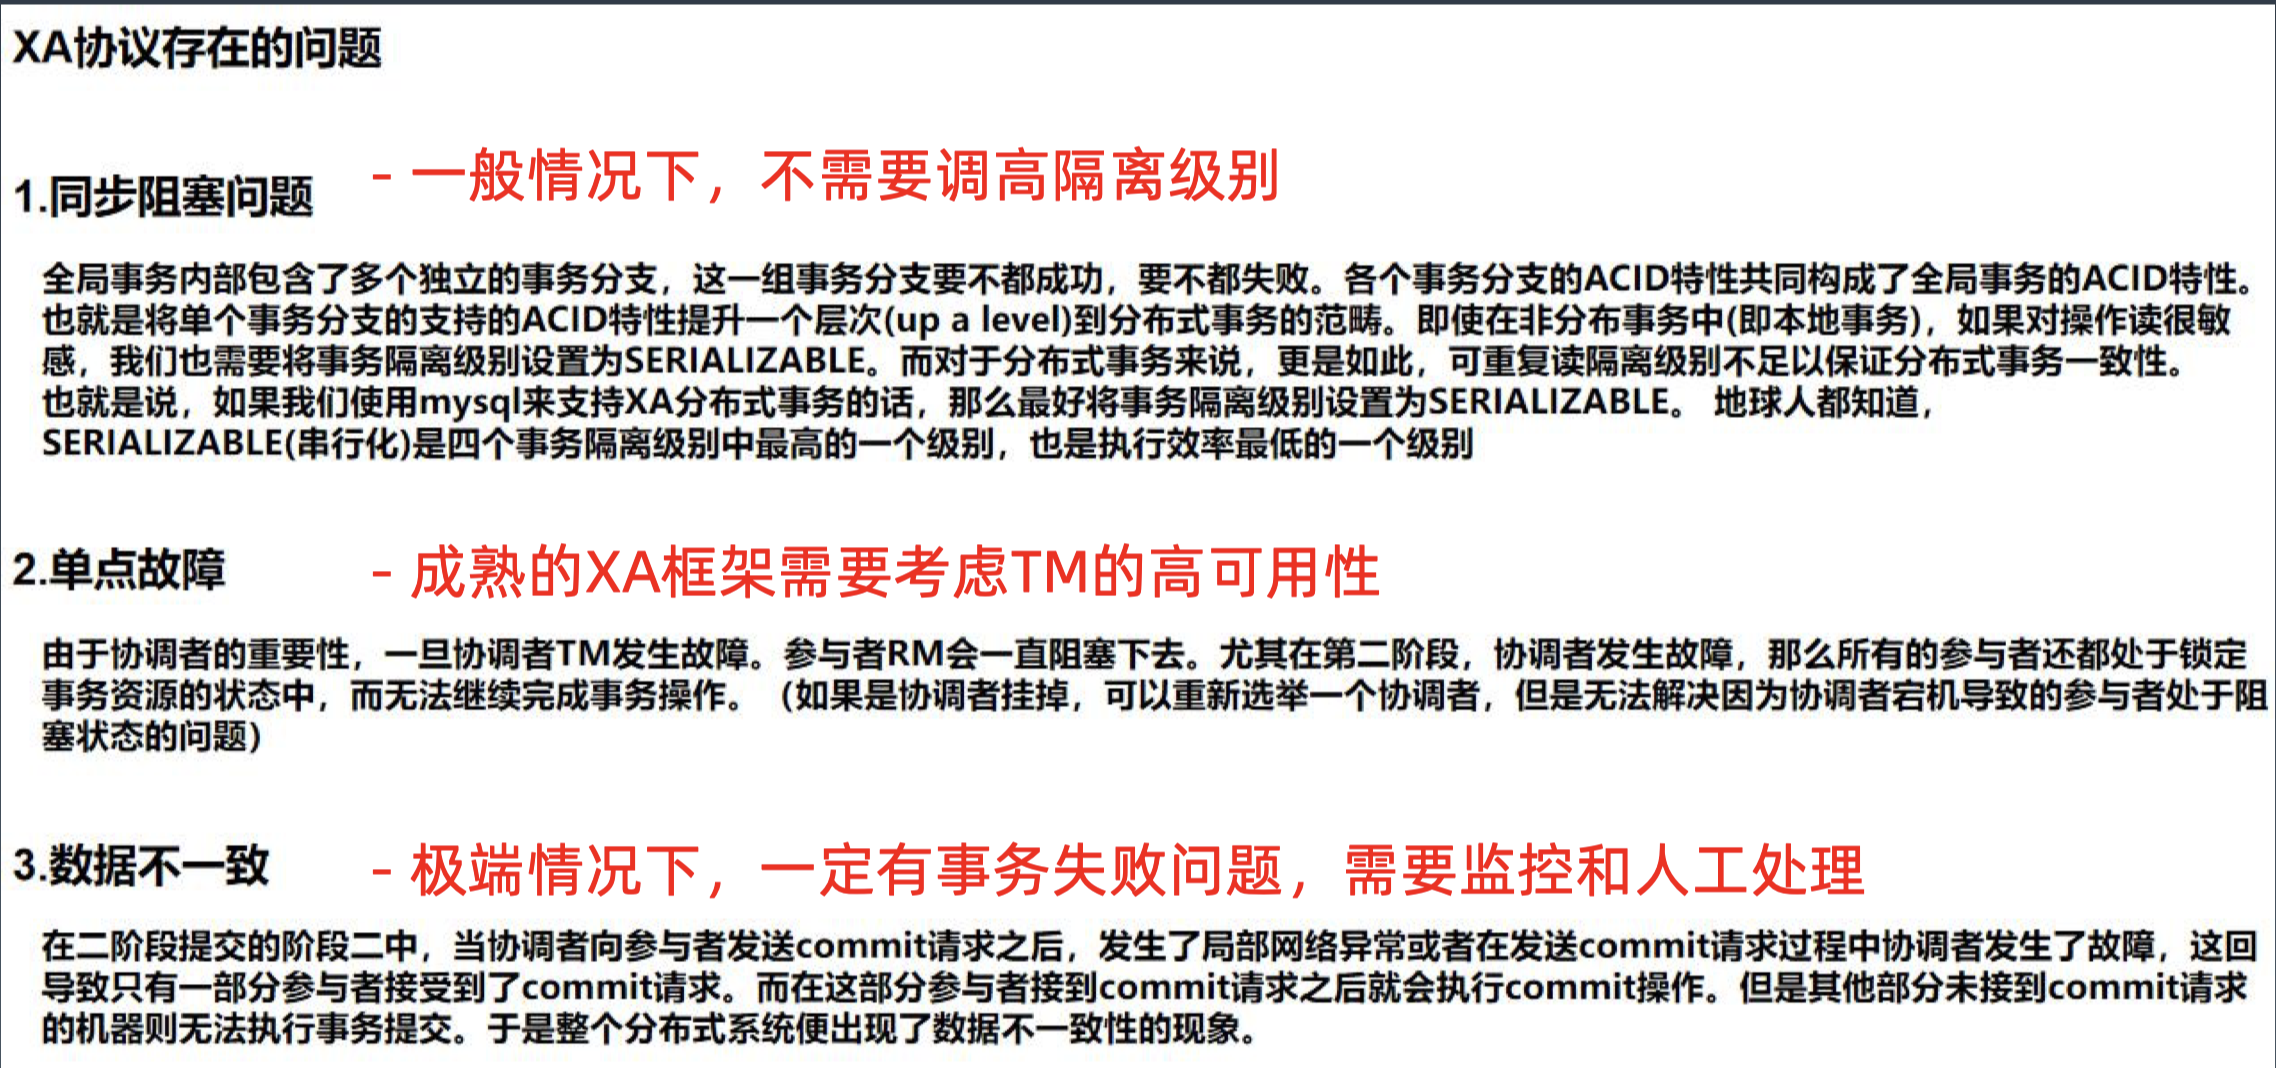 XA协议存在的问题
1.同步阻塞问题 - 一般情况下，不需要调高隔离级别
全局事务内部包含了多个独立的事务分支，这一组事务分支要不都成功，要不都失败。各个事务分支的ACID特性共同构成了全局事务的ACID特性。
也就是将单个事务分支的支持的ACID特性提升一个层次(up a level)到分布式事务的范畴。即使在非分布事务中(即本地事务)，如果对操作读很敏
感，我们也需要将事务隔离级别设置为SERIALIZABLE。而对于分布式事务来说，更是如此，可重复读隔离级别不足以保证分布式事务一致性。
也就是说，如果我们使用mysql来支持XA分布式事务的话，那么最好将事务隔离级别设置为SERIALIZABLE。 地球人都知道，
SERIALIZABLE(串行化)是四个事务隔离级别中最高的一个级别，也是执行效率最低的一个级别
2.单点故障 - 成熟的XA框架需要考虑TM的高可用性
由于协调者的重要性，一旦协调者TM发生故障。参与者RM会一直阻塞下去。尤其在第二阶段，协调者发生故障，那么所有的参与者还都处于锁定
事务资源的状态中，而无法继续完成事务操作。（如果是协调者挂掉，可以重新选举一个协调者，但是无法解决因为协调者宕机导致的参与者处于阻
塞状态的问题）
3.数据不一致 - 极端情况下，一定有事务失败问题，需要监控和人工处理
在二阶段提交的阶段二中，当协调者向参与者发送commit请求之后，发生了局部网络异常或者在发送commit请求过程中协调者发生了故障，这回
导致只有一部分参与者接受到了commit请求。而在这部分参与者接到commit请求之后就会执行commit操作。但是其他部分未接到commit请求
的机器则无法执行事务提交。于是整个分布式系统便出现了数据不一致性的现象。